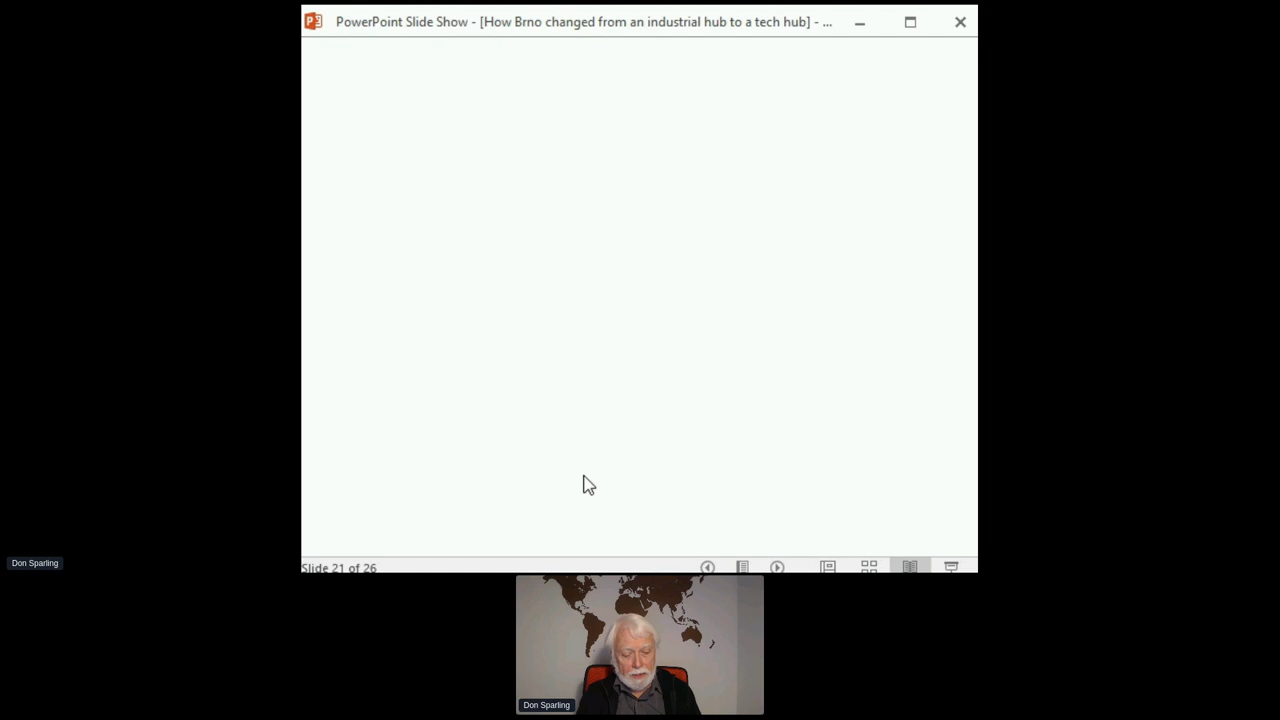 PowerPoint Slide Show - [How Brno changed from an industrial hub to a tech hub] - ...
Slide 21 of 26
Don Sparling
Don Sparling